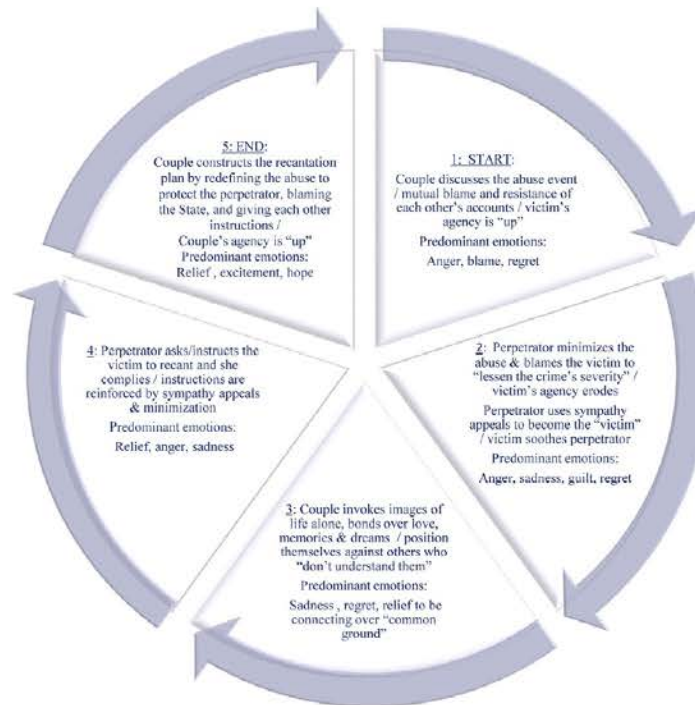 1: START:
Couple discusses the abuse event
/ mutual blame and resistance of
each other's accounts / victim's
agency is "up"
Predominant emotions:
Anger, blame, regret
2: Perpetrator minimizes the
abuse & blames the victim to
"lessen the crime's severity" /
victim's agency erodes
Perpetrator uses sympathy
appeals to become the "victim"
/ victim soothes perpetrator
Predominant emotions:
Anger, sadness, guilt, regret
3: Couple invokes images of
life alone, bonds over love,
memories & dreams / position
themselves against others who
"don't understand them"
Predominant emotions:
Sadness , regret, relief to be
connecting over "common
ground"
4: Perpetrator asks/instructs the
victim to recant and she
complies / instructions are
reinforced by sympathy appeals
& minimization
Predominant emotions:
Relief, anger, sadness
5: END:
Couple constructs the recantation
plan by redefining the abuse to
protect the perpetrator, blaming
the State, and giving each other
instructions /
Couple's agency is "up"
Predominant emotions:
Relief , excitement, hope